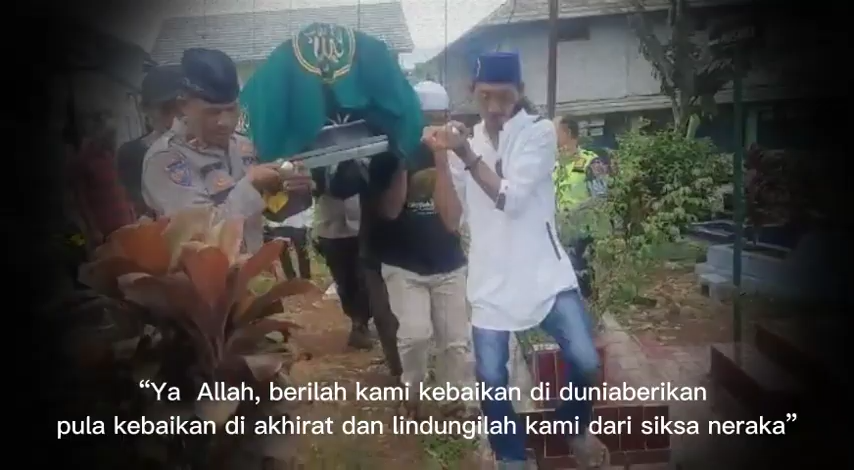 “Ya Allah, berilah kami kebaikan di duniaberikan
pula kebaikan di akhirat dan lindungilah kami dari siksa neraka”